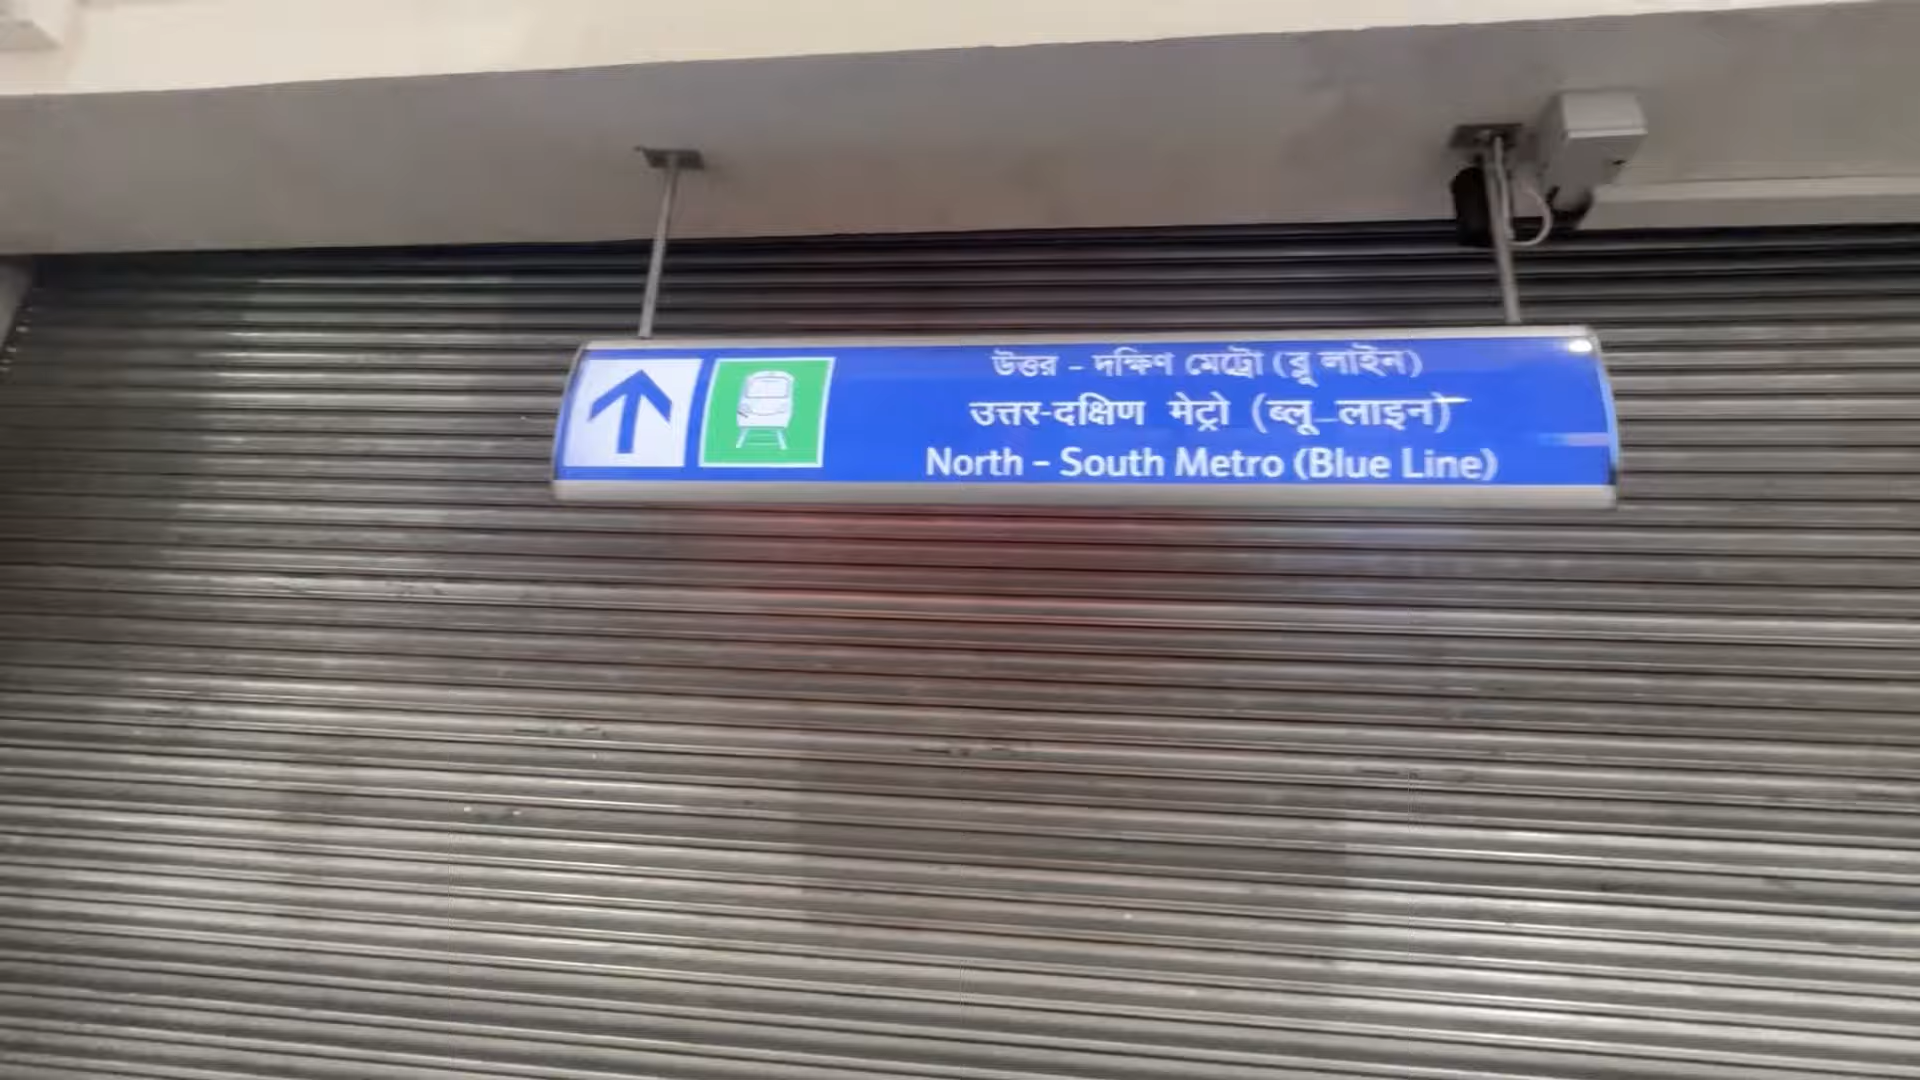 উত্তর - দক্ষিণ মেট্রো (ব্লু লাইন)
उत्तर-दक्षिण मेट्रो (ब्लू लाइन)
North - South Metro (Blue Line)